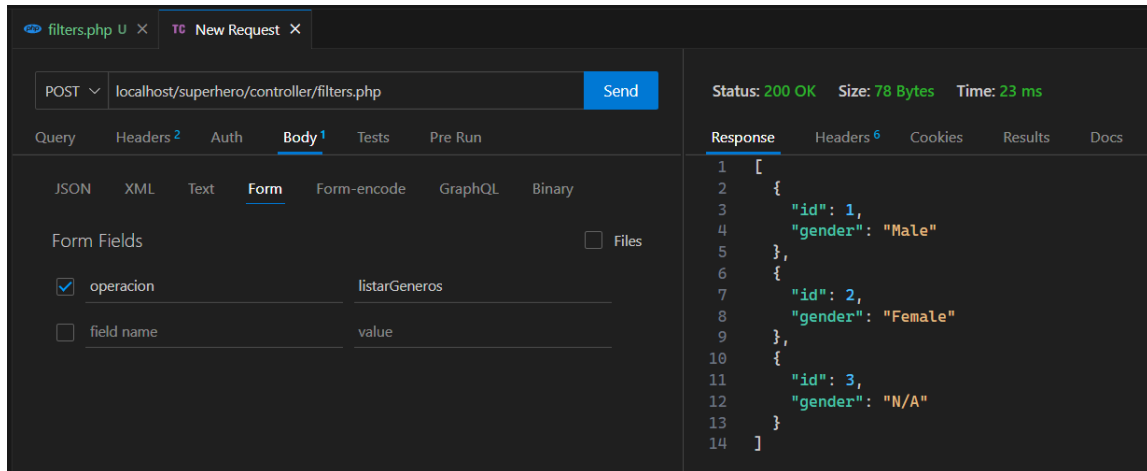 php filters.php U ×
TC New Request ×
POST localhost/superhero/controller/filters.php Send
Query Headers 2 Auth Body 1 Tests Pre Run
JSON XML Text Form Form-encode GraphQL Binary
Form Fields Files
operacion listarGeneros
field name value
Status: 200 OK Size: 78 Bytes Time: 23 ms
Response Headers 6 Cookies Results Docs
1 [
2 {
3 "id": 1,
4 "gender": "Male"
5 },
6 {
7 "id": 2,
8 "gender": "Female"
9 },
10 {
11 "id": 3,
12 "gender": "N/A"
13 }
14 ]